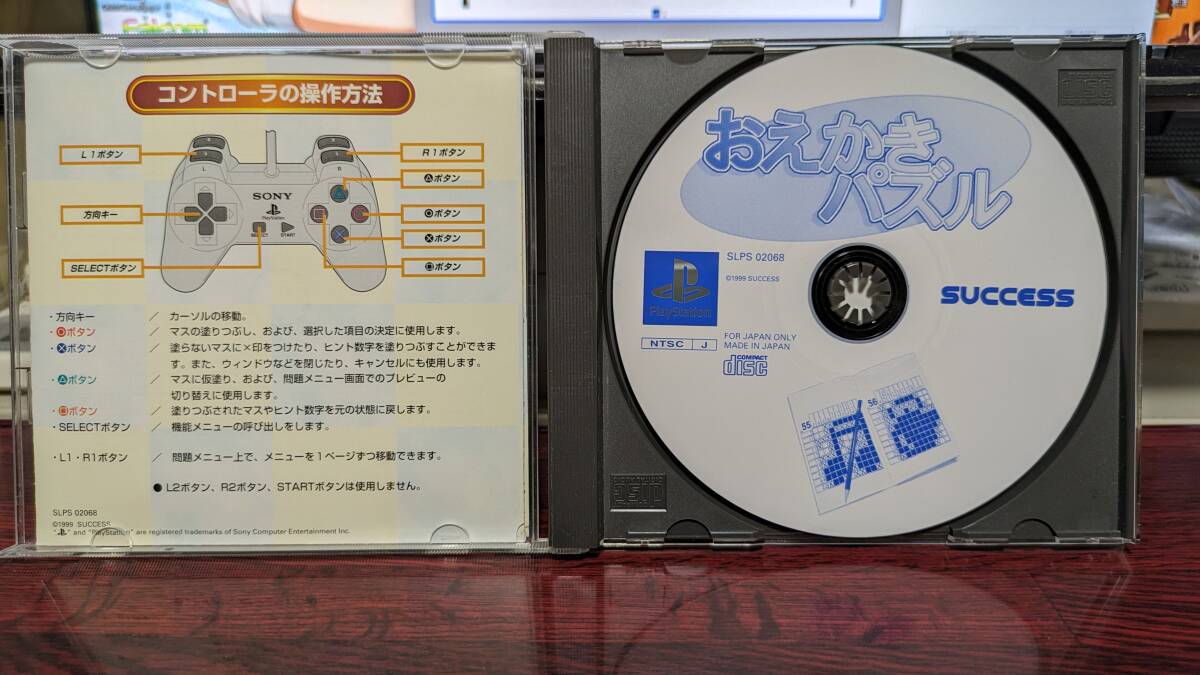 コントローラの操作方法
L1ボタン
R1ボタン
△ボタン
方向キー
○ボタン
×ボタン
SELECTボタン
□ボタン
L
R
SONY
PlayStation
SELECT
START
・方向キー / カーソルの移動。
・○ボタン / マスの塗りつぶし、および、選択した項目の決定に使用します。
・×ボタン / 塗らないマスに×印をつけたり、ヒント数字を塗りつぶすことができま
す。また、ウィンドウなどを閉じたり、キャンセルにも使用します。
・△ボタン / マスに仮塗り、および、問題メニュー画面でのプレビューの
切り替えに使用します。
・□ボタン / 塗りつぶされたマスやヒント数字を元の状態に戻します。
・SELECTボタン / 機能メニューの呼び出しをします。
・L1・R1ボタン / 問題メニュー上で、メニューを1ページずつ移動できます。
● L2ボタン、R2ボタン、STARTボタンは使用しません。
SLPS 02068
©1999 SUCCESS
" " and "PlayStation" are registered trademarks of Sony Computer Entertainment Inc.
おえかき
パズル
SLPS 02068
©1999 SUCCESS
PlayStation
SUCCESS
FOR JAPAN ONLY
MADE IN JAPAN
NTSC J
COMPACT
disc
55
56